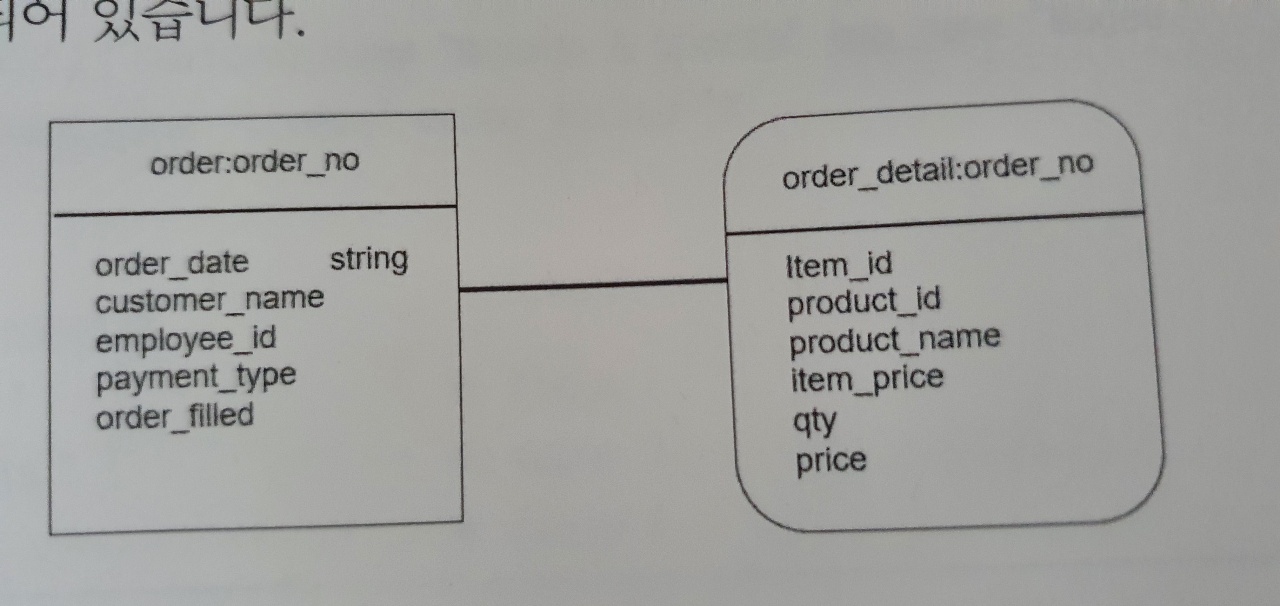 되어 있습니다.
order:order_no
order_date string
customer_name
employee_id
payment_type
order_filled
order_detail:order_no
Item_id
product_id
product_name
item_price
qty
price